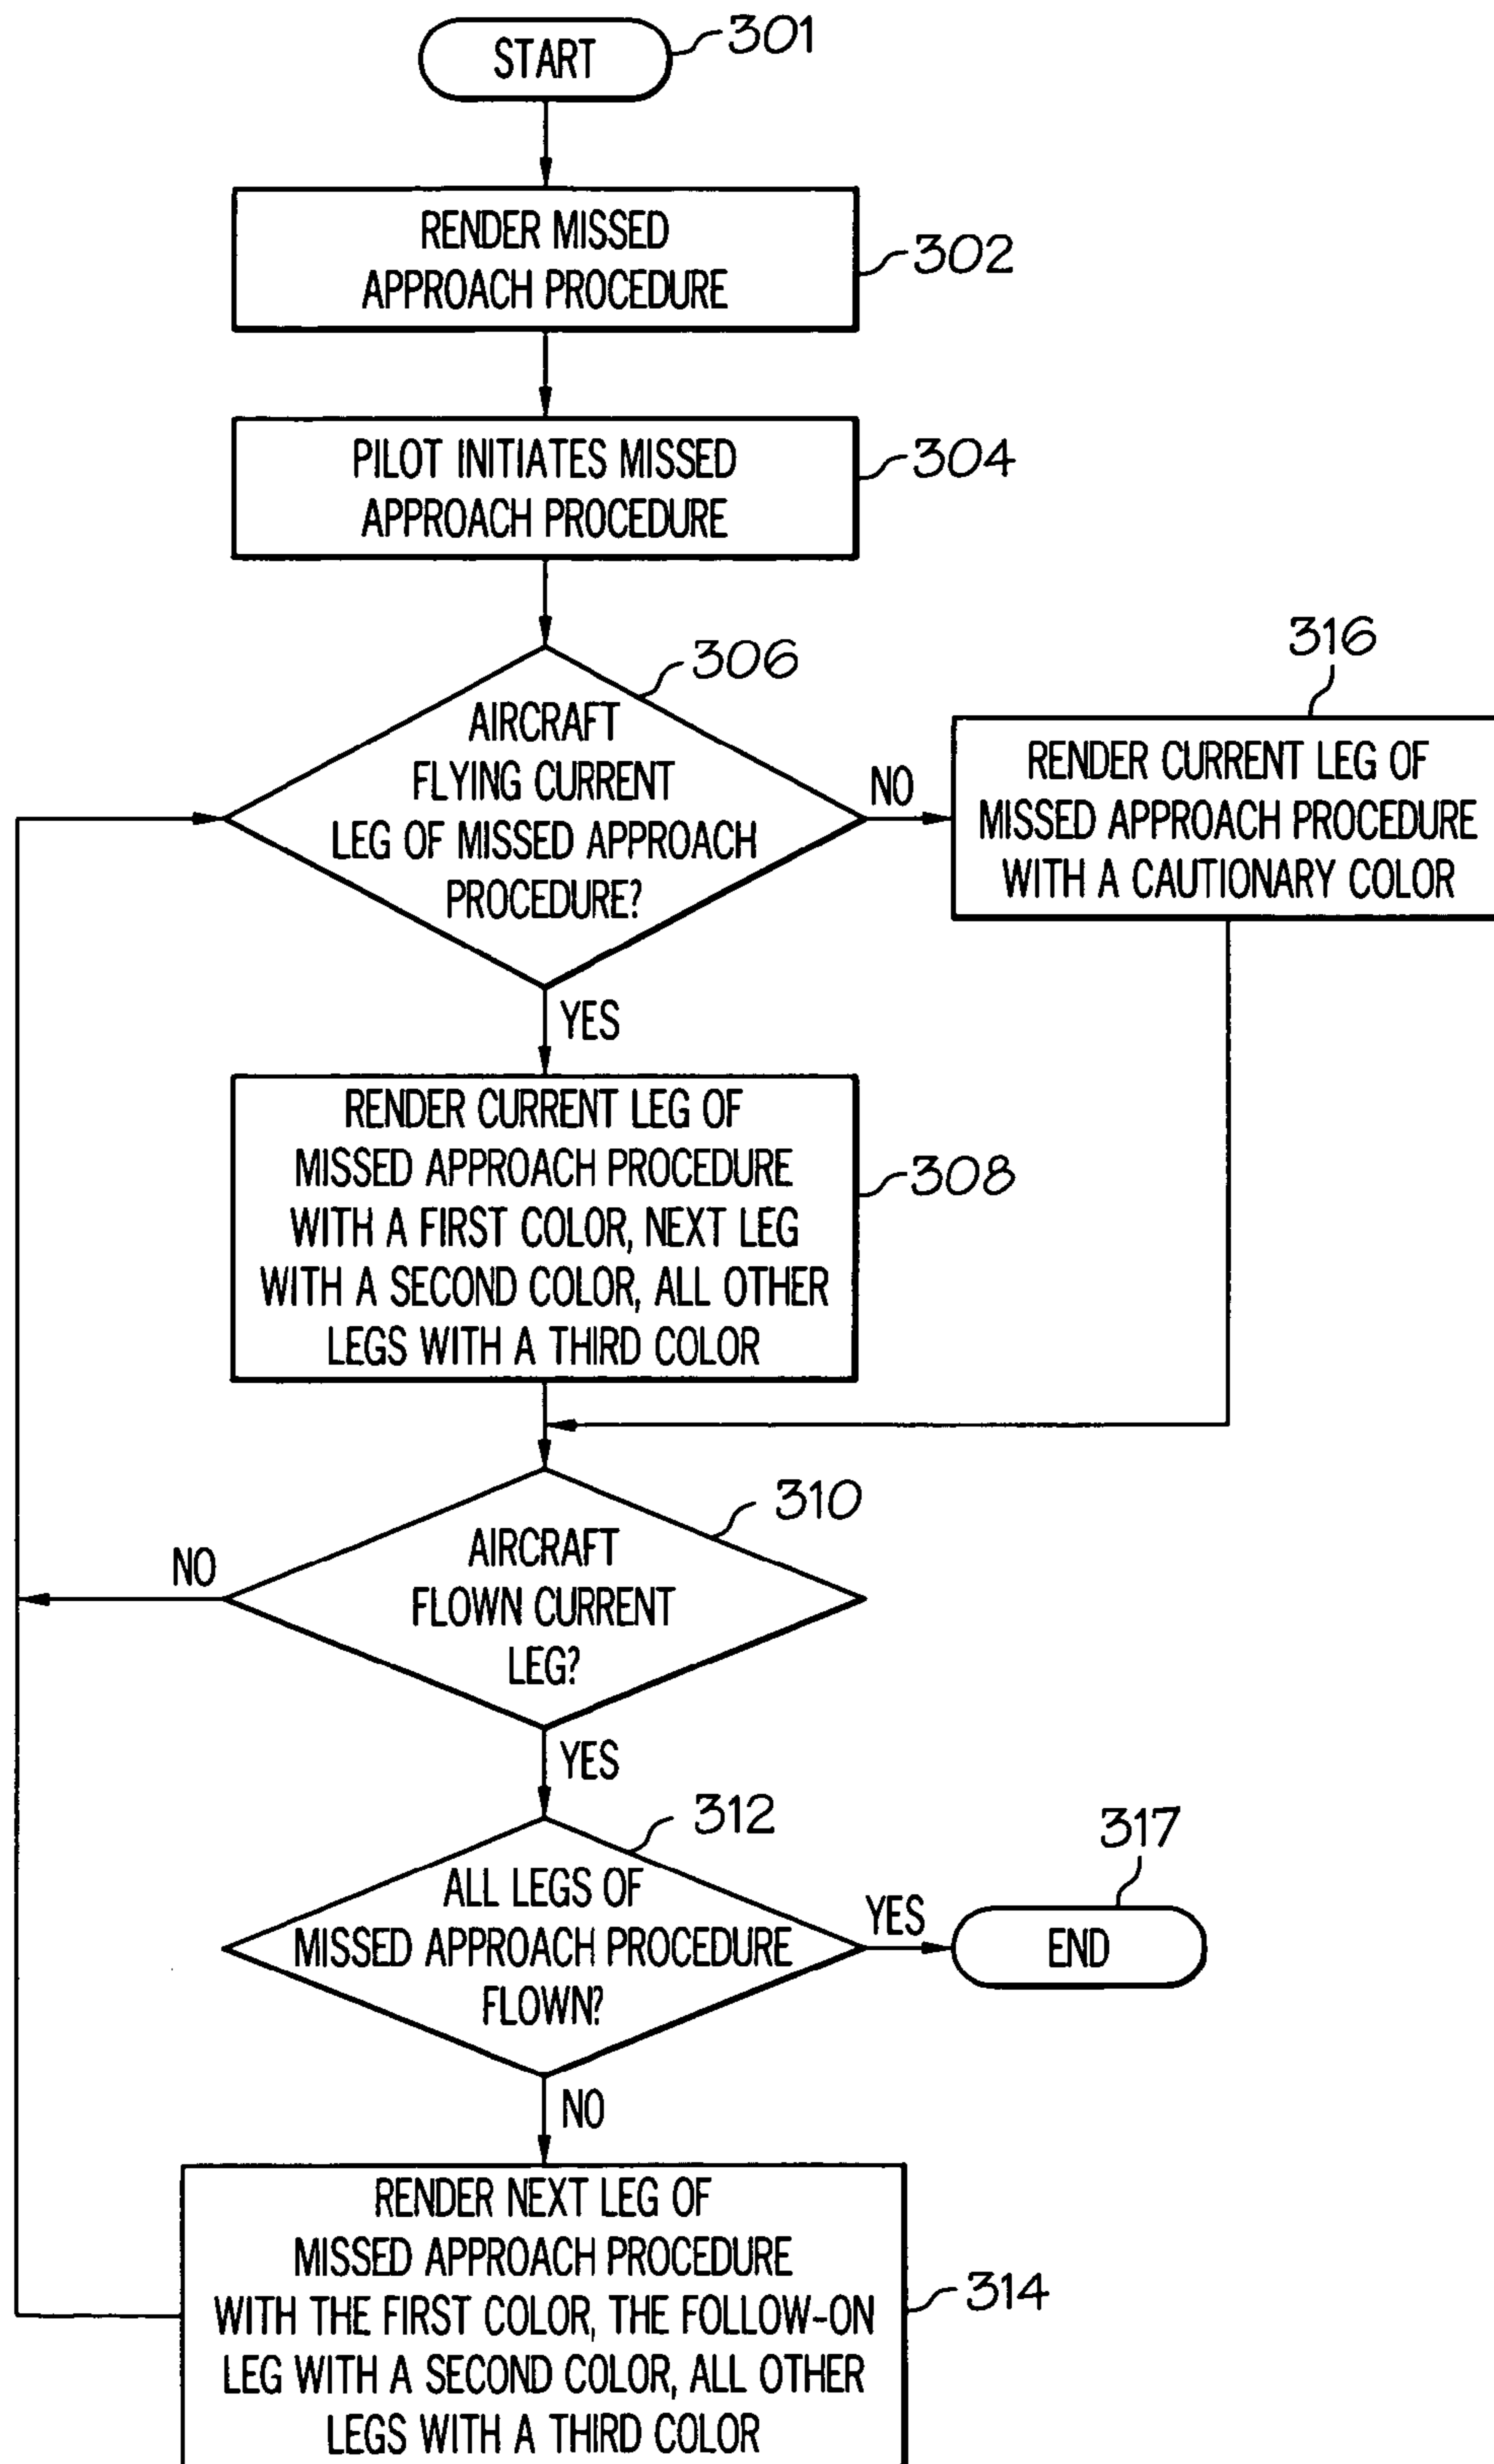 START
301
RENDER MISSED
APPROACH PROCEDURE
302
PILOT INITIATES MISSED
APPROACH PROCEDURE
304
306
AIRCRAFT
FLYING CURRENT
LEG OF MISSED APPROACH
PROCEDURE?
NO
316
RENDER CURRENT LEG OF
MISSED APPROACH PROCEDURE
WITH A CAUTIONARY COLOR
YES
RENDER CURRENT LEG OF
MISSED APPROACH PROCEDURE
WITH A FIRST COLOR, NEXT LEG
WITH A SECOND COLOR, ALL OTHER
LEGS WITH A THIRD COLOR
308
310
AIRCRAFT
FLOWN CURRENT
LEG?
NO
YES
312
ALL LEGS OF
MISSED APPROACH PROCEDURE
FLOWN?
YES
317
END
NO
RENDER NEXT LEG OF
MISSED APPROACH PROCEDURE
WITH THE FIRST COLOR, THE FOLLOW-ON
LEG WITH A SECOND COLOR, ALL OTHER
LEGS WITH A THIRD COLOR
314